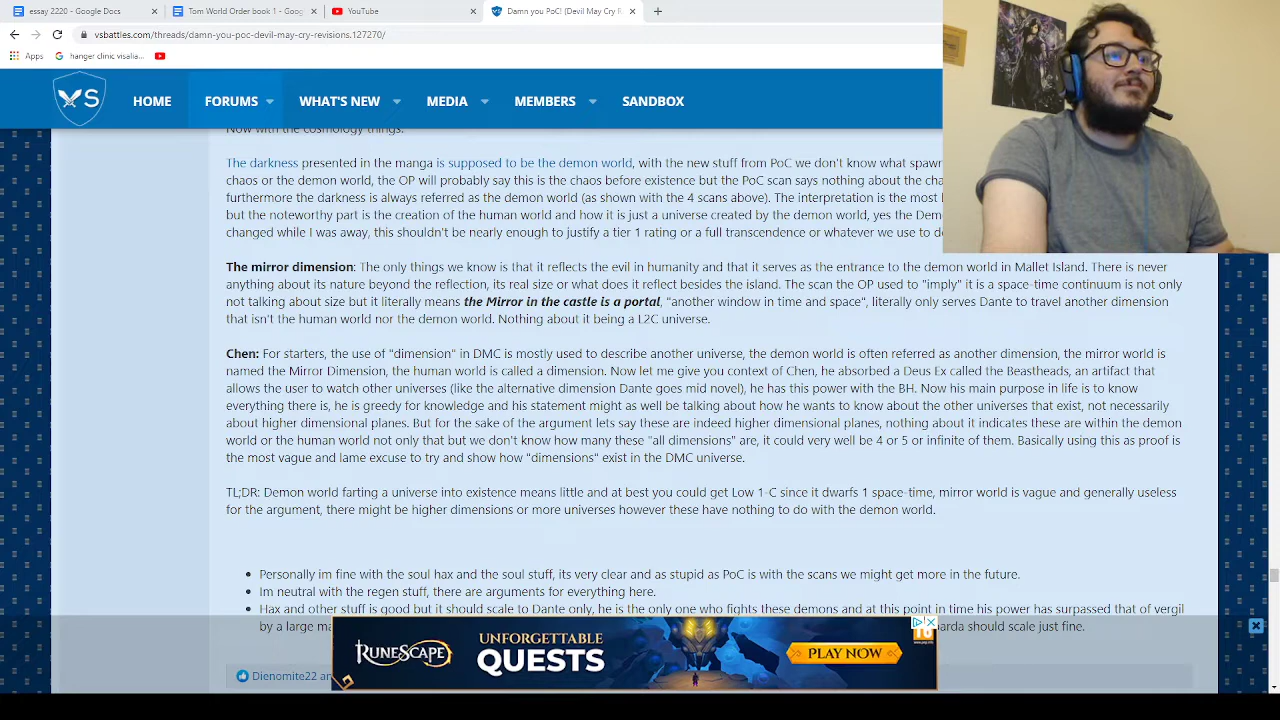 essay 2220 - Google Docs
Tom World Order book 1 - Goog
YouTube
Damn you PoC! (Devil May Cry R
vsbattles.com/threads/damn-you-poc-devil-may-cry-revisions.127270/
Apps
hanger clinic visalia...
VS
HOME
FORUMS
WHAT'S NEW
MEDIA
MEMBERS
SANDBOX
Now with the cosmology things.
The darkness presented in the manga is supposed to be the demon world, with the new stuff from PoC we don't know what spawn
chaos or the demon world, the OP will probably say this is the chaos before existence but the PoC scan says nothing about the cha
furthermore the darkness is always referred as the demon world (as shown with the 4 scans above). The interpretation is the most l
but the noteworthy part is the creation of the human world and how it is just a universe created by the demon world, yes the Dem
changed while I was away, this shouldn't be nearly enough to justify a tier 1 rating or a full transcendence or whatever we use to de
The mirror dimension: The only things we know is that it reflects the evil in humanity and that it serves as the entrance to the demon world in Mallet Island. There is never
anything about its nature beyond the reflection, its real size or what does it reflect besides the island. The scan the OP used to "imply" it is a space-time continuum is not only
not talking about size but it literally means the Mirror in the castle is a portal, "another flow in time and space", literally only serves Dante to travel another dimension
that isn't the human world nor the demon world. Nothing about it being a L2C universe.
Chen: For starters, the use of "dimension" in DMC is mostly used to describe another universe, the demon world is often referred as another dimension, the mirror world is
named the Mirror Dimension, the human world is called a dimension. Now let me give you context of Chen, he absorbed a Deus Ex called the Beastheads, an artifact that
allows the user to watch other universes (like the alternative dimension Dante goes mid vol1), he has this power with the BH. Now his main purpose in life is to know
everything there is, he is greedy for knowledge and his statement might as well be talking about how he wants to know about the other universes that exist, not necessarily
about higher dimensional planes. But for the sake of the argument lets say these are indeed higher dimensional planes, nothing about it indicates these are within the demon
world or the human world not only that but we don't know how many these "all dimensions" are, it could very well be 4 or 5 or infinite of them. Basically using this as proof is
the most vague and lame excuse to try and show how "dimensions" exist in the DMC universe.
TL;DR: Demon world farting a universe into existence means little and at best you could get Low 1-C since it dwarfs 1 space time, mirror world is vague and generally useless
for the argument, there might be higher dimensions or more universes however these have nothing to do with the demon world.
Personally im fine with the soul mani and the soul stuff. its very clear and as stupid as PoC is with the scans we might get more in the future.
Im neutral with the regen stuff, there are arguments for everything here.
Hax and other stuff is good but it should scale to Dante only, he is the only one who fights these demons and at this point in time his power has surpassed that of vergil
by a large ma
arda should scale just fine.
RUNESCAPE
UNFORGETTABLE
QUESTS
PLAY NOW
Dienomite22 an